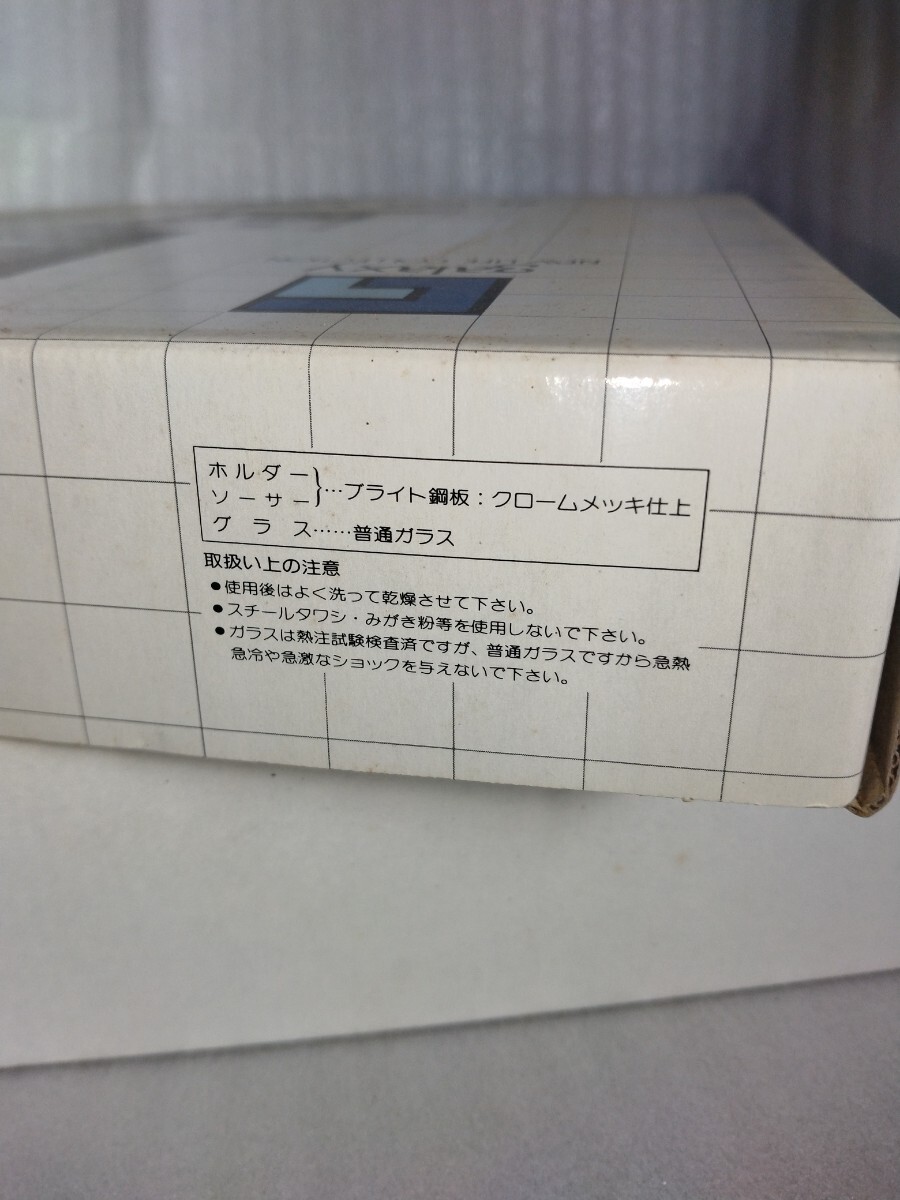 galaxy
ホルダー
ソーサー}…ブライト鋼板：クロームメッキ仕上
グラス……普通ガラス
取扱い上の注意
●使用後はよく洗って乾燥させて下さい。
●スチールタワシ・みがき粉等を使用しないで下さい。
●ガラスは熱注試験検査済ですが、普通ガラスですから急熱
急冷や急激なショックを与えないで下さい。